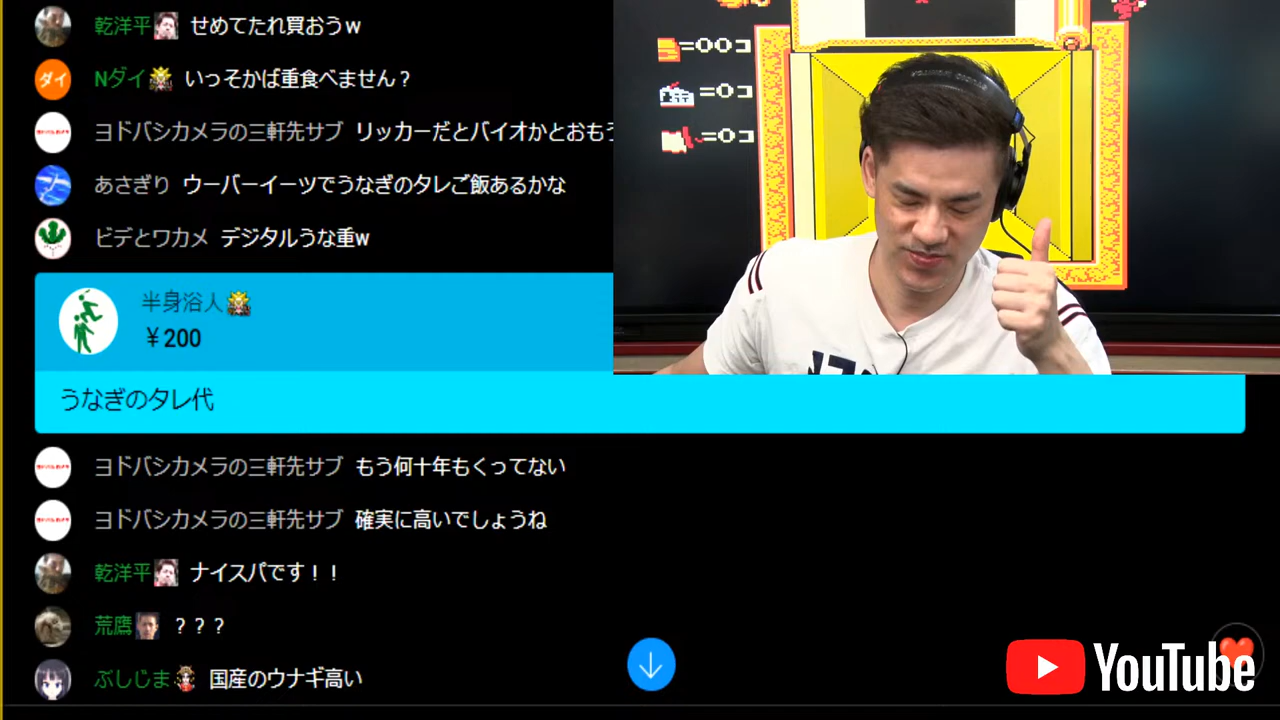 乾洋平 せめてたれ買おうｗ
ダイ Nダイ いっそかば重食べません？
ヨドバシカメラの三軒先サブ リッカーだとバイオかとおもう
あさぎり ウーバーイーツでうなぎのタレご飯あるかな
ビデとワカメ デジタルうな重w
半身浴人
￥200
うなぎのタレ代
ヨドバシカメラの三軒先サブ もう何十年もくってない
ヨドバシカメラの三軒先サブ 確実に高いでしょうね
乾洋平 ナイスパです！！
荒鷹 ？？？
ぶしじま 国産のウナギ高い
=00コ
=0コ
=0コ
YouTube